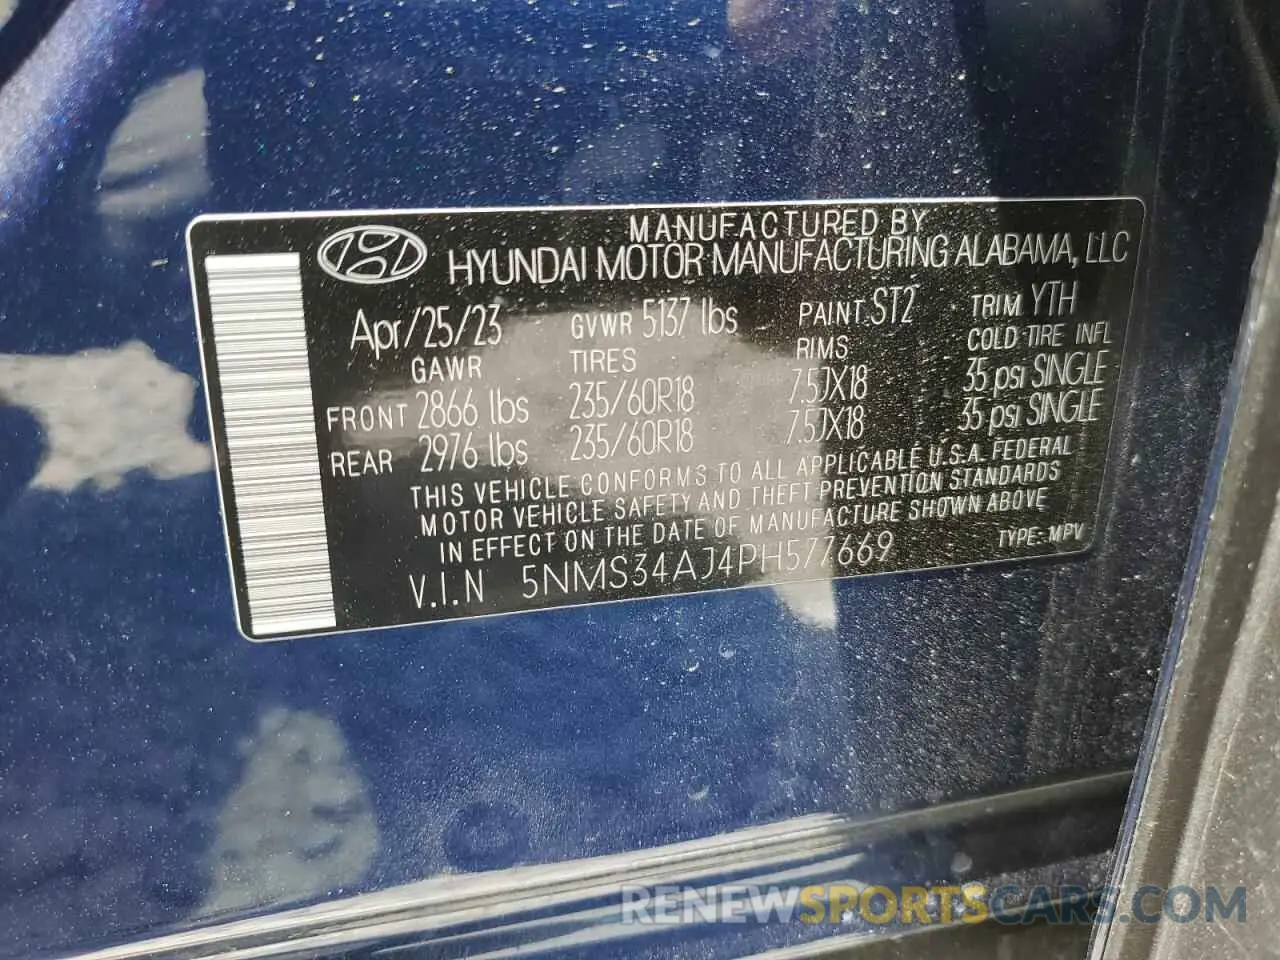 MANUFACTURED BY
HYUNDAI MOTOR MANUFACTURING ALABAMA, LLC
Apr/25/23 GVWR 5137 lbs PAINT ST2 TRIM YTH
GAWR TIRES RIMS COLD TIRE INFL
FRONT 2866 lbs 235/60R18 7.5JX18 35 psi SINGLE
REAR 2976 lbs 235/60R18 7.5JX18 35 psi SINGLE
THIS VEHICLE CONFORMS TO ALL APPLICABLE U.S.A. FEDERAL
MOTOR VEHICLE SAFETY AND THEFT PREVENTION STANDARDS
IN EFFECT ON THE DATE OF MANUFACTURE SHOWN ABOVE
V.I.N 5NMS34AJ4PH577669 TYPE: MPV
RENEWSPORTSCARS.COM